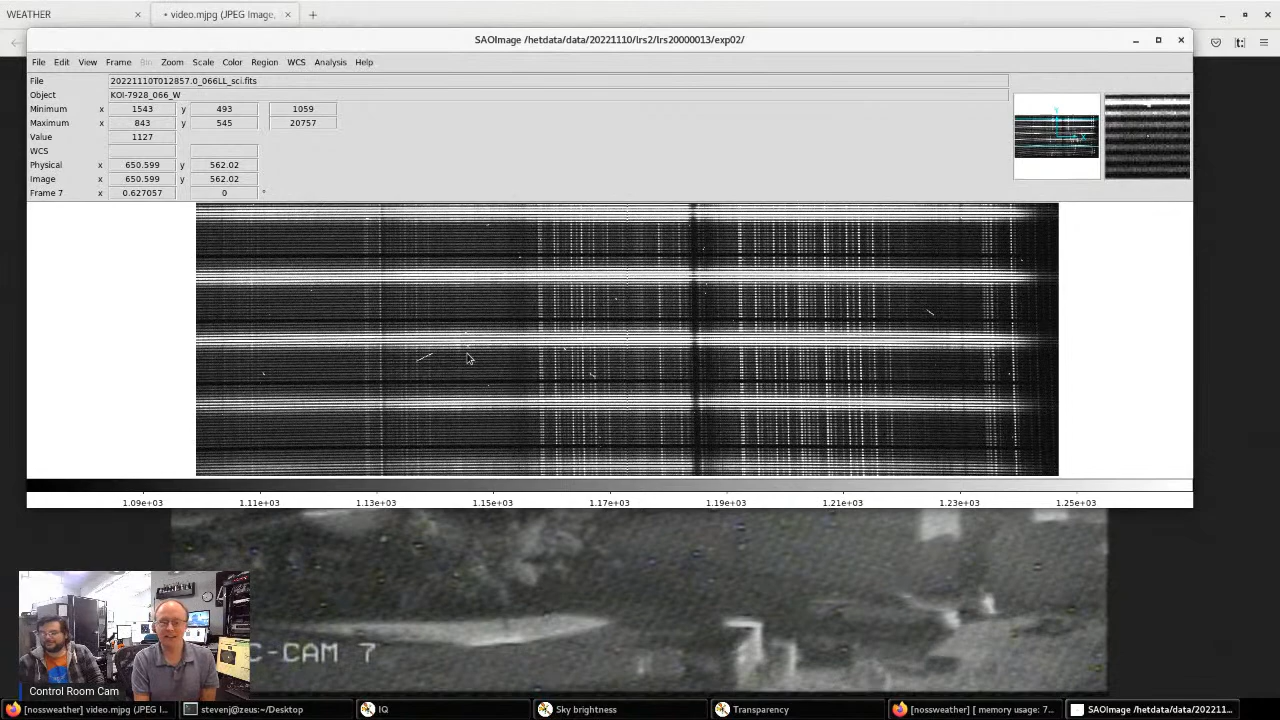 WEATHER × • video.mjpg (JPEG Image, × +
SAOImage /hetdata/data/20221110/lrs2/lrs20000013/exp02/
File Edit View Frame Bin Zoom Scale Color Region WCS Analysis Help
File 20221110T012857.0_066LL_sci.fits
Object KOI-7928_066_W
Minimum x 1543 y 493 1059
Maximum x 843 y 545 20757
Value 1127
WCS
Physical x 650.599 y 562.02
Image x 650.599 y 562.02
Frame 7 x 0.627057 0 °
1.09e+03 1.11e+03 1.13e+03 1.15e+03 1.17e+03 1.19e+03 1.21e+03 1.23e+03 1.25e+03
C-CAM 7
Control Room Cam
[nossweather] video.mjpg (JPEG I... stevenj@zeus:~/Desktop IQ Sky brightness Transparency [nossweather] [ memory usage: 7... SAOImage /hetdata/data/202211...